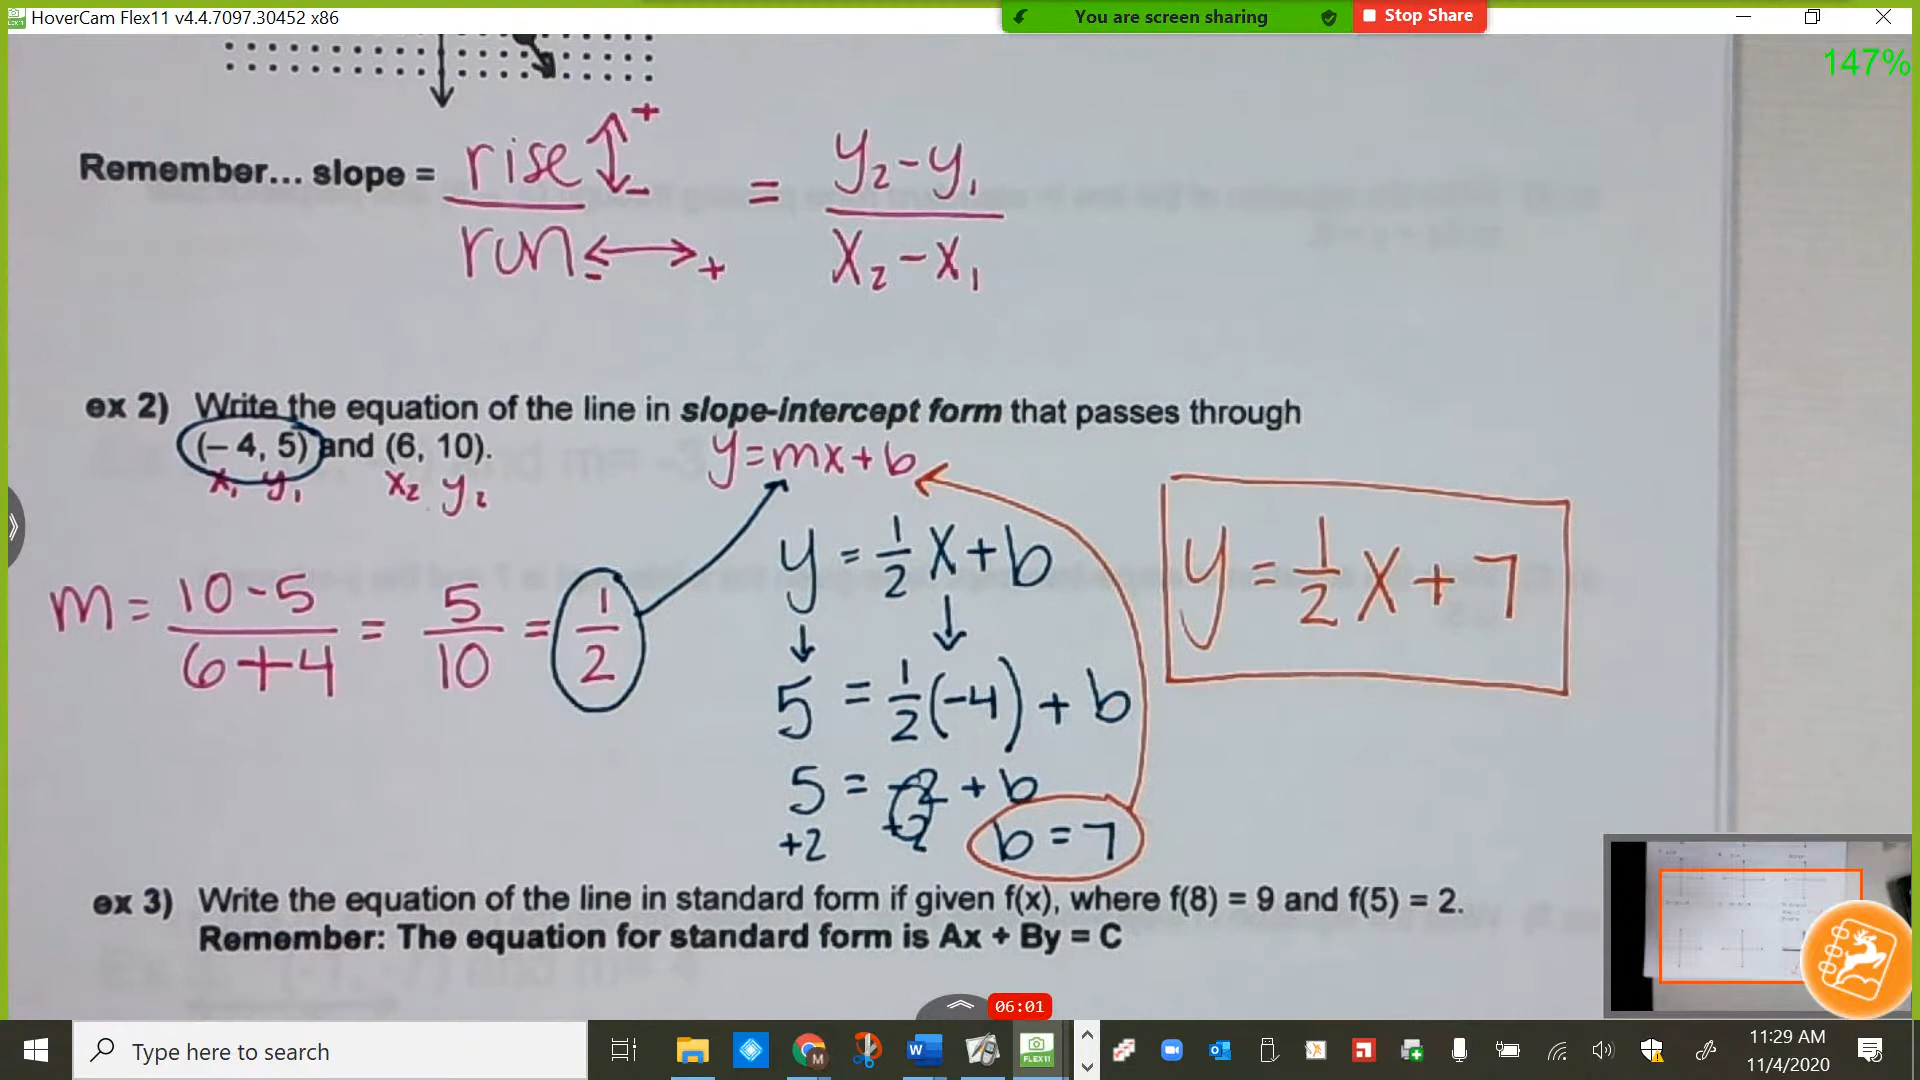 HoverCam Flex11 v4.4.7097.30452 x86
You are screen sharing
Stop Share
147%
+
Remember... slope = rise - = y₂-y₁
run - + x₂-x₁
ex 2) Write the equation of the line in slope-intercept form that passes through
(– 4, 5) and (6, 10).
y=mx+b
x₁ y₁ x₂ y₂
y = 1/2 x+b
y = 1/2 x+7
m = 10-5 / 6+4 = 5/10 = 1/2
5 = 1/2(-4) + b
5 = -2 + b
+2 +2 b = 7
ex 3) Write the equation of the line in standard form if given f(x), where f(8) = 9 and f(5) = 2.
Remember: The equation for standard form is Ax + By = C
06:01
Type here to search
11:29 AM
11/4/2020
FLEX11